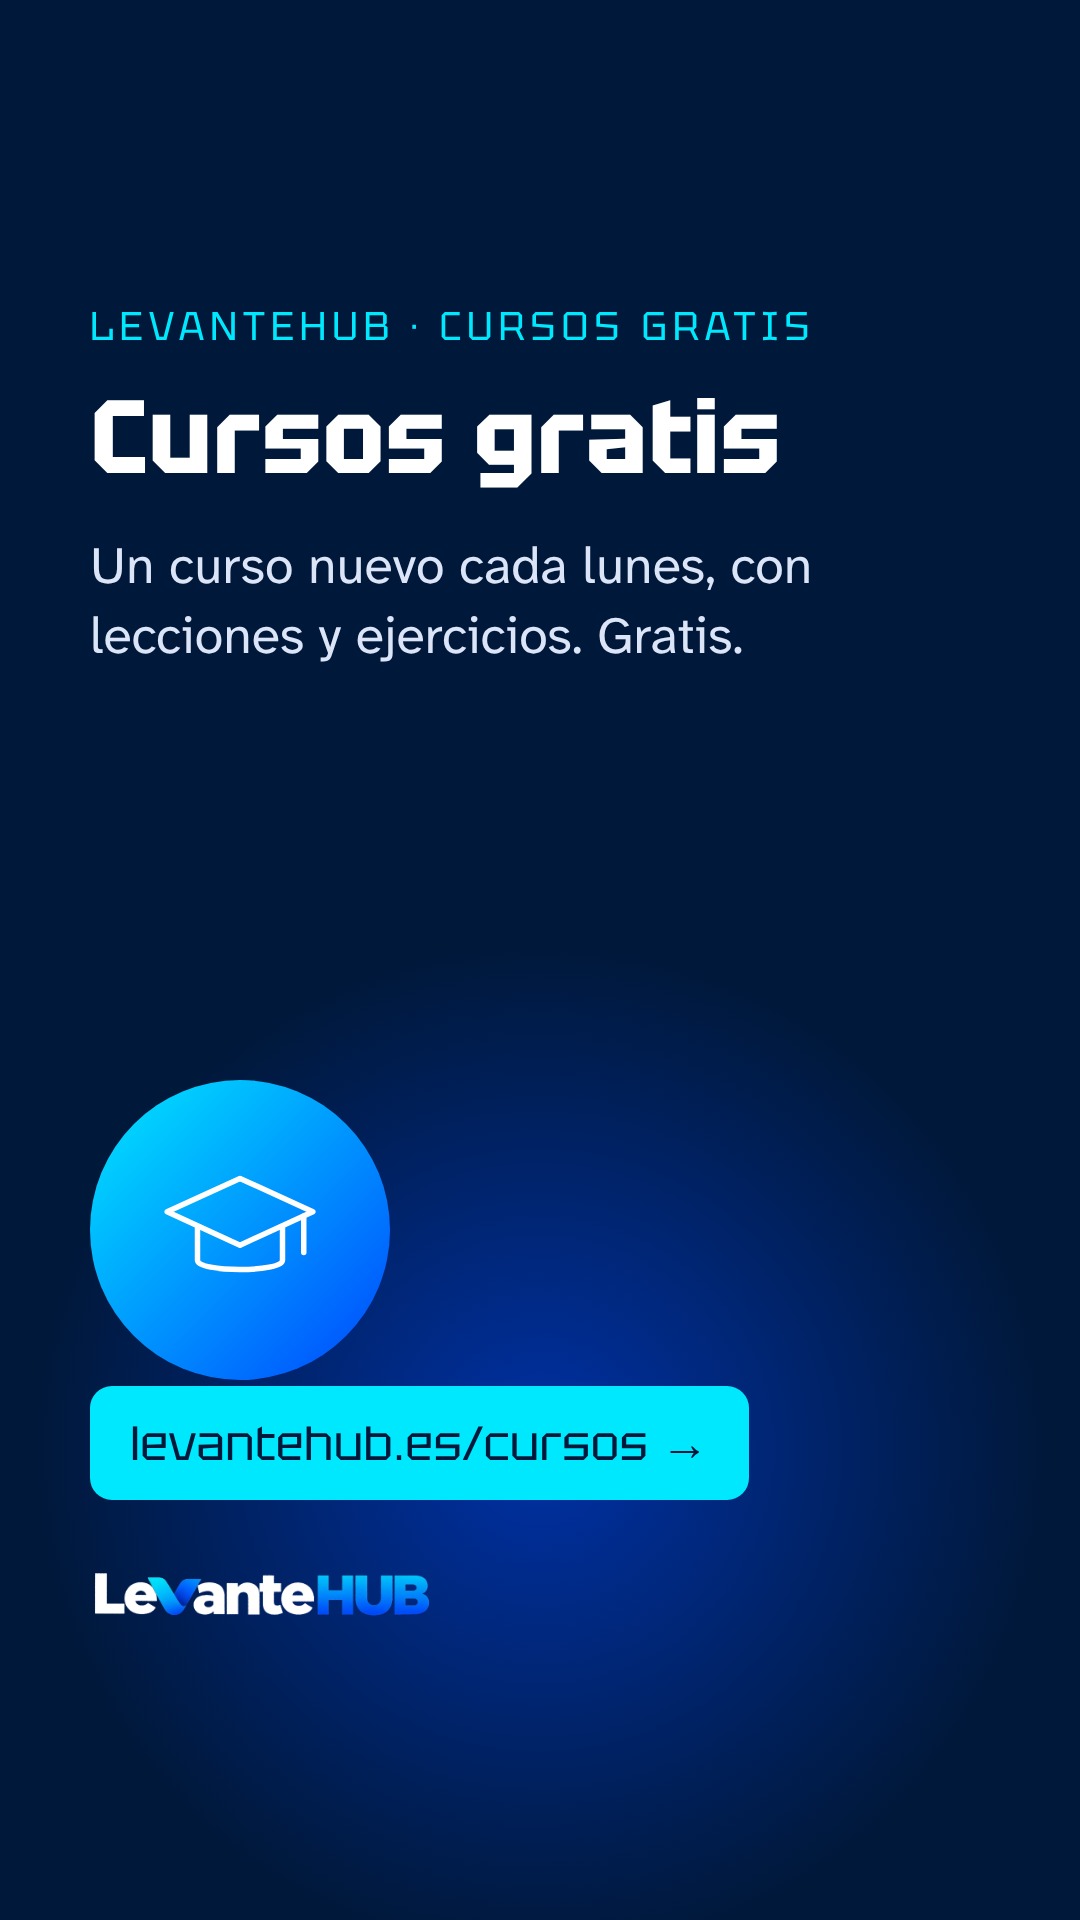 LEVANTEHUB · CURSOS GRATIS
Cursos gratis
Un curso nuevo cada lunes, con
lecciones y ejercicios. Gratis.
levantehub.es/cursos →
LevanteHUB